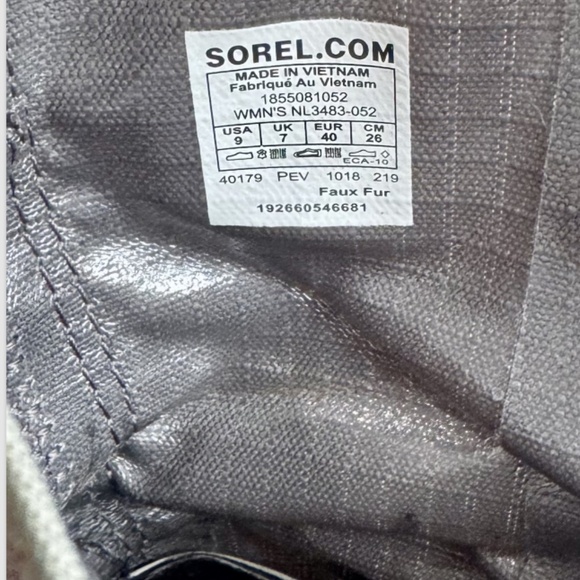 SOREL.COM
MADE IN VIETNAM
Fabriqué Au Vietnam
1855081052
WMN'S NL3483-052
USA UK EUR CM
9 7 40 26
ECA-10
40179 PEV 1018 219
Faux Fur
192660546681